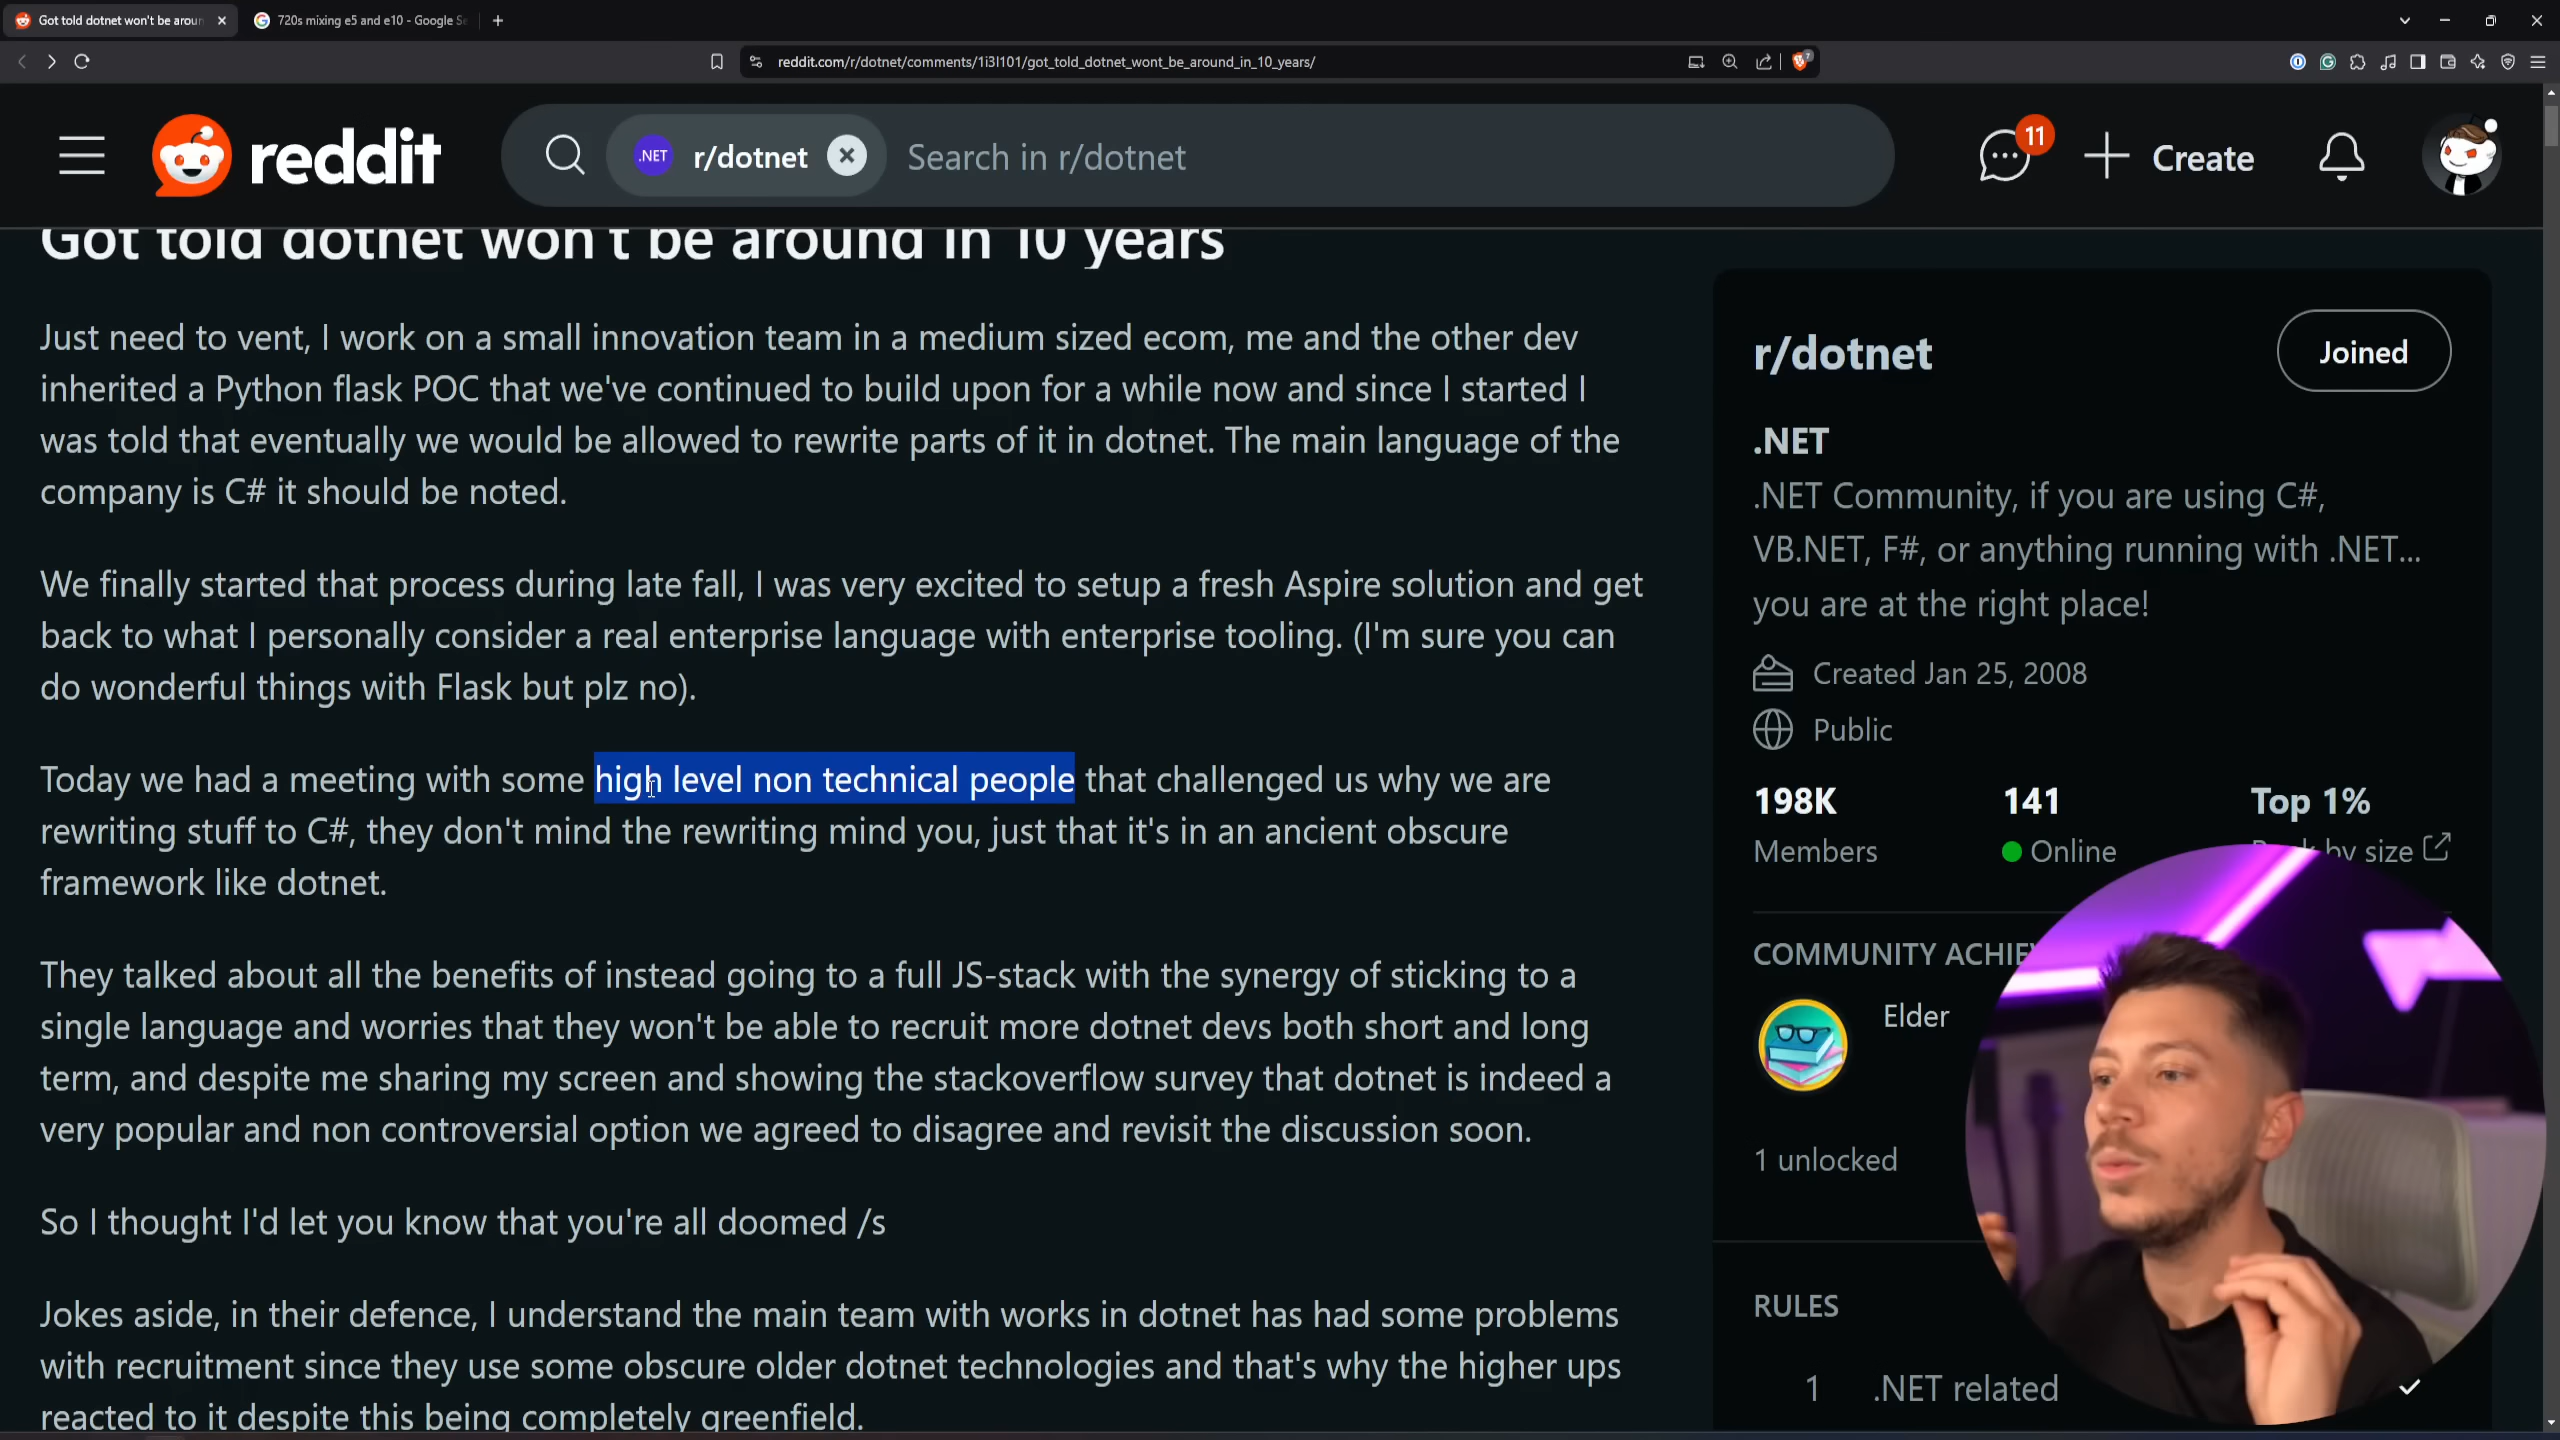 Got told dotnet won't be aroun
720s mixing e5 and e10 - Google Se
reddit.com/r/dotnet/comments/1i3l101/got_told_dotnet_wont_be_around_in_10_years/
7
reddit
.NET
r/dotnet
Search in r/dotnet
11
Create
Got told dotnet won't be around in 10 years
Just need to vent, I work on a small innovation team in a medium sized ecom, me and the other dev
inherited a Python flask POC that we've continued to build upon for a while now and since I started I
was told that eventually we would be allowed to rewrite parts of it in dotnet. The main language of the
company is C# it should be noted.
We finally started that process during late fall, I was very excited to setup a fresh Aspire solution and get
back to what I personally consider a real enterprise language with enterprise tooling. (I'm sure you can
do wonderful things with Flask but plz no).
Today we had a meeting with some high level non technical people that challenged us why we are
rewriting stuff to C#, they don't mind the rewriting mind you, just that it's in an ancient obscure
framework like dotnet.
They talked about all the benefits of instead going to a full JS-stack with the synergy of sticking to a
single language and worries that they won't be able to recruit more dotnet devs both short and long
term, and despite me sharing my screen and showing the stackoverflow survey that dotnet is indeed a
very popular and non controversial option we agreed to disagree and revisit the discussion soon.
So I thought I'd let you know that you're all doomed /s
Jokes aside, in their defence, I understand the main team with works in dotnet has had some problems
with recruitment since they use some obscure older dotnet technologies and that's why the higher ups
reacted to it despite this being completely greenfield.
r/dotnet
Joined
.NET
.NET Community, if you are using C#,
VB.NET, F#, or anything running with .NET...
you are at the right place!
Created Jan 25, 2008
Public
198K
141
Top 1%
Members
Online
by size
COMMUNITY ACHIE
Elder
1 unlocked
RULES
1 .NET related